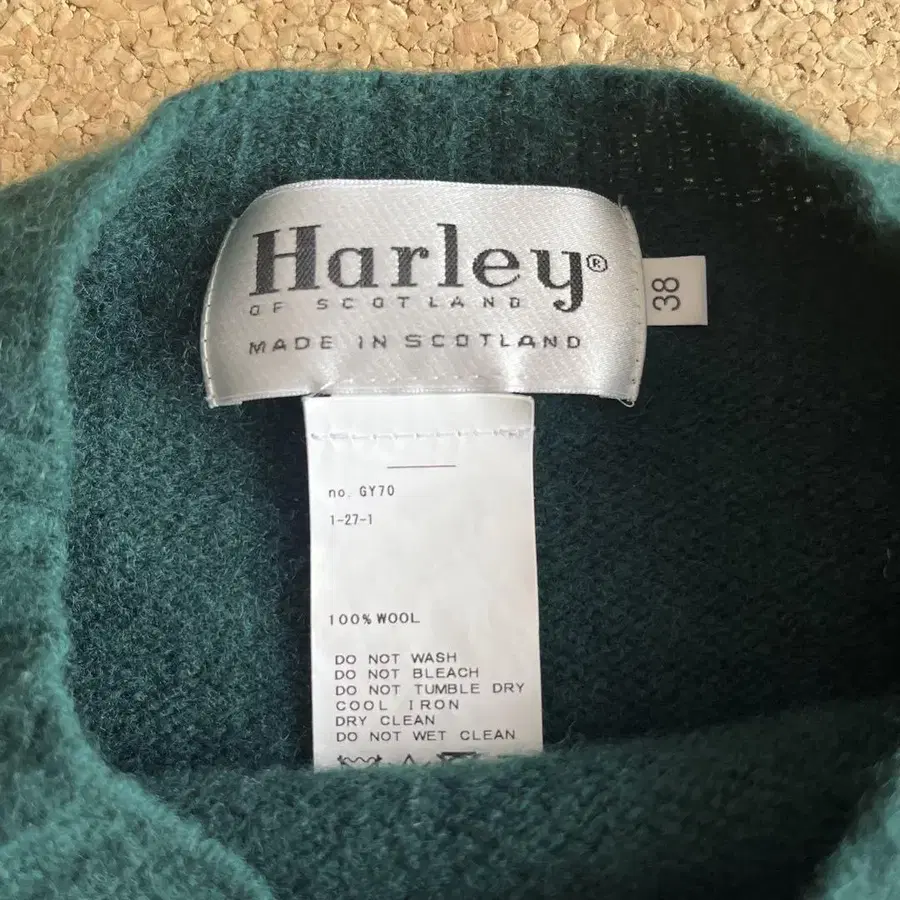 Harley®
OF SCOTLAND
MADE IN SCOTLAND
38
no. GY70
1-27-1
100% WOOL
DO NOT WASH
DO NOT BLEACH
DO NOT TUMBLE DRY
COOL IRON
DRY CLEAN
DO NOT WET CLEAN